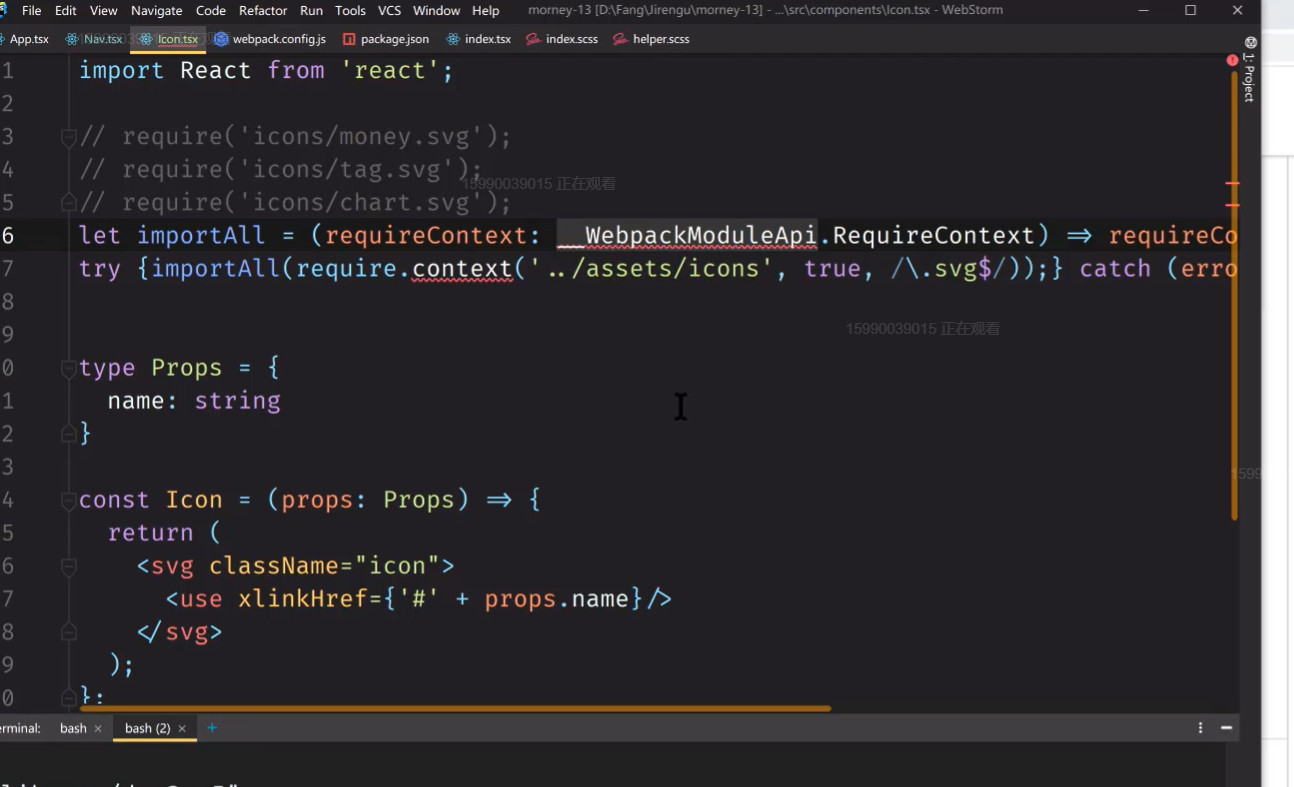 File Edit View Navigate Code Refactor Run Tools VCS Window Help morney-13 [D:\Fang\Jirengu\morney-13] - ...\src\components\Icon.tsx - WebStorm
App.tsx Nav.tsx Icon.tsx webpack.config.js package.json index.tsx index.scss helper.scss
1: Project
1 import React from 'react';
2
3 // require('icons/money.svg');
4 // require('icons/tag.svg');
15990039015 正在观看
5 // require('icons/chart.svg');
6 let importAll = (requireContext: __WebpackModuleApi.RequireContext) => requireCo
7 try {importAll(require.context('../assets/icons', true, /\.svg$/));} catch (erro
8
9
15990039015 正在观看
0 type Props = {
1 name: string
2 }
3
1599
4 const Icon = (props: Props) => {
5 return (
6 <svg className="icon">
7 <use xlinkHref={'#' + props.name}/>
8 </svg>
9 );
0 };
erminal: bash × bash (2) × +